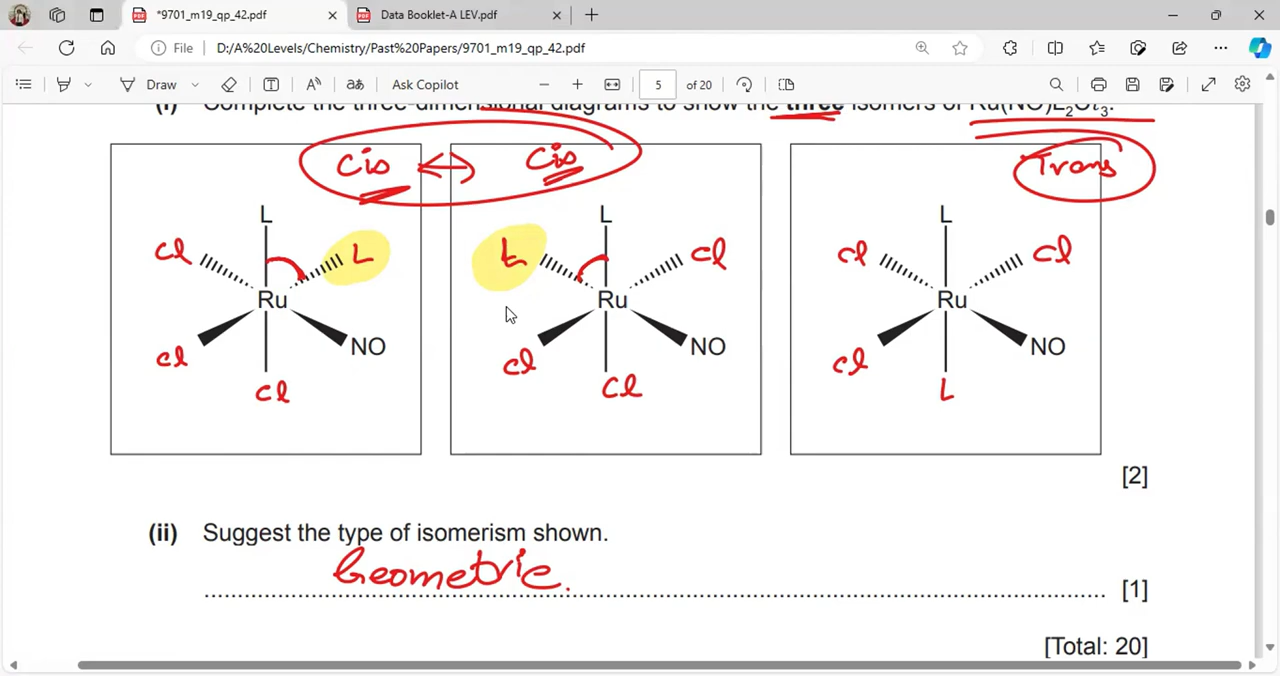 *9701_m19_qp_42.pdf
Data Booklet-A LEV.pdf
File
D:/A%20Levels/Chemistry/Past%20Papers/9701_m19_qp_42.pdf
Draw
Ask Copilot
5
of 20
(i) Complete the three-dimensional diagrams to show the three isomers of Ru(NO)L₂Cl₃.
Cis ↔ Cis
Trans
L
Cl
L
Ru
Cl
NO
Cl
L
L
Cl
Ru
Cl
NO
Cl
L
Cl
Cl
Ru
Cl
NO
L
[2]
(ii) Suggest the type of isomerism shown.
Geometric.
[1]
[Total: 20]